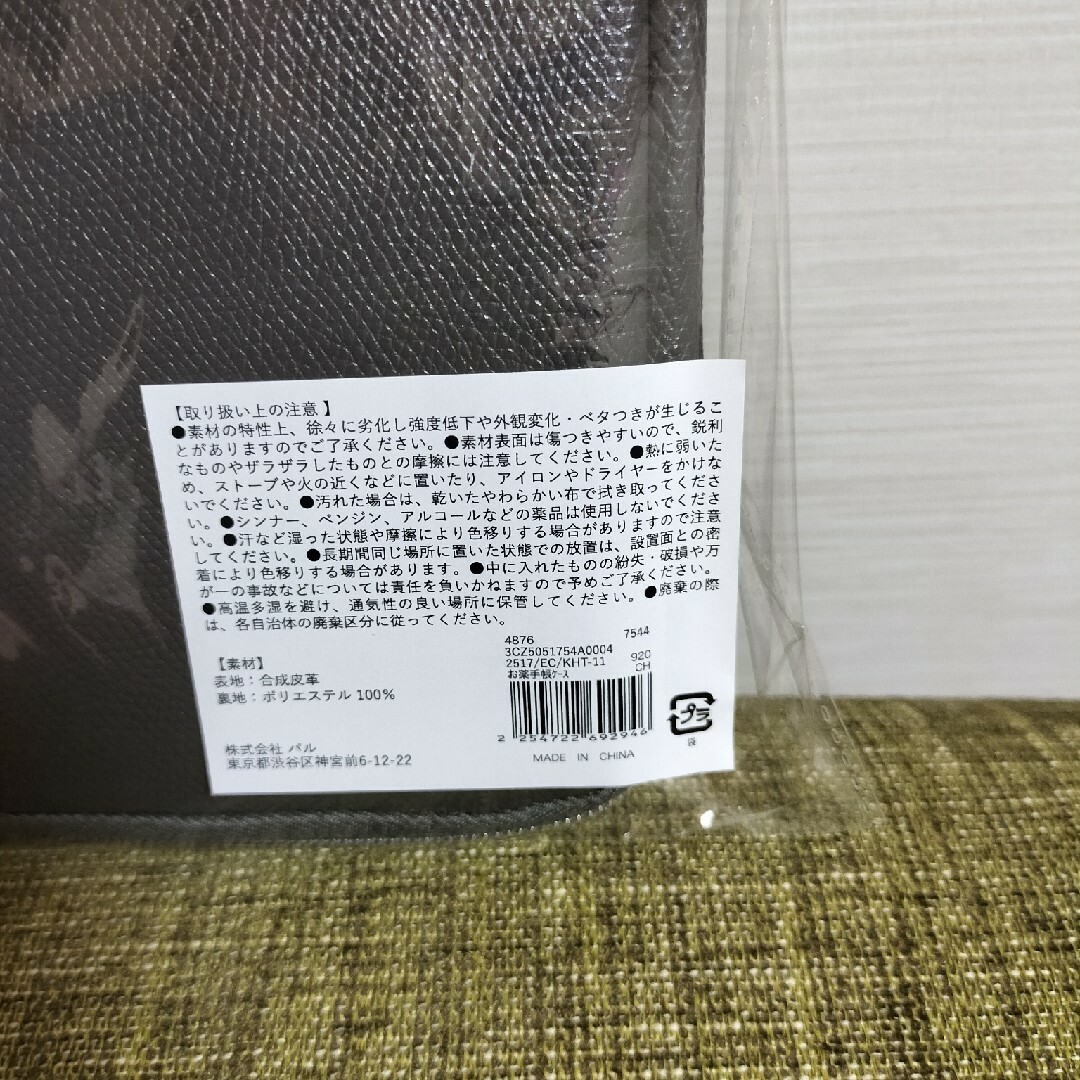 【取り扱い上の注意 】
●素材の特性上、徐々に劣化し強度低下や外観変化・ベタつきが生じるこ
とがありますのでご了承ください。●素材表面は傷つきやすいので、鋭利
なものやザラザラしたものとの摩擦には注意してください。●熱に弱いた
め、ストーブや火の近くなどに置いたり、アイロンやドライヤーをかけな
いでください。●汚れた場合は、乾いたやわらかい布で拭き取ってくださ
い。●シンナー、ベンジン、アルコールなどの薬品は使用しないでくださ
い。●汗など湿った状態や摩擦により色移りする場合がありますので注意
してください。●長期間同じ場所に置いた状態での放置は、設置面との密
着により色移りする場合があります。●中に入れたものの紛失・破損や万
が一の事故などについては責任を負いかねますので予めご了承ください。
●高温多湿を避け、通気性の良い場所に保管してください。●廃棄の際
は、各自治体の廃棄区分に従ってください。
【素材】
表地：合成皮革
裏地：ポリエステル 100%
株式会社 パル
東京都渋谷区神宮前6-12-22
4876 7544
3CZ5051754A0004
2517/EC/KHT-11 920
お薬手帳ケース CH
2 254722 692946
MADE IN CHINA
プラ
袋